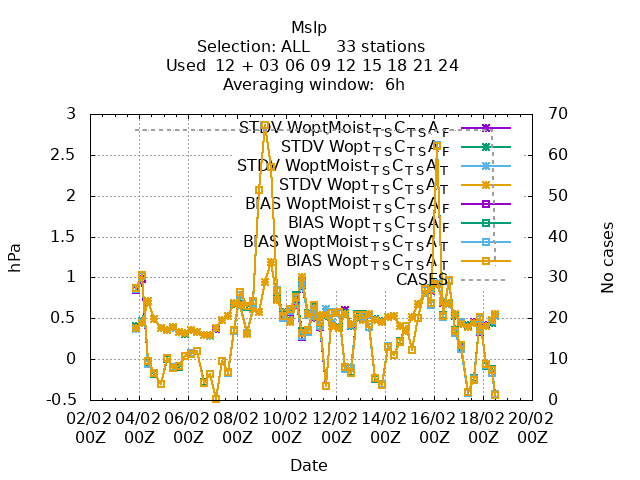 Mslp
Selection: ALL 33 stations
Used 12 + 03 06 09 12 15 18 21 24
Averaging window: 6h
3 70
STDV WoptMoist_TS C_TS A_F
STDV Wopt_TS C_TS A_F
2.5 60
STDV WoptMoist_TS C_TS A_T
STDV Wopt_TS C_TS A_T
2 50
BIAS WoptMoist_TS C_TS A_F
BIAS Wopt_TS C_TS A_F
1.5 40
BIAS WoptMoist_TS C_TS A_T
BIAS Wopt_TS C_TS A_T
hPa
No cases
1 30
CASES
0.5 20
0 10
-0.5 0
02/02 04/02 06/02 08/02 10/02 12/02 14/02 16/02 18/02 20/02
00Z 00Z 00Z 00Z 00Z 00Z 00Z 00Z 00Z 00Z
Date